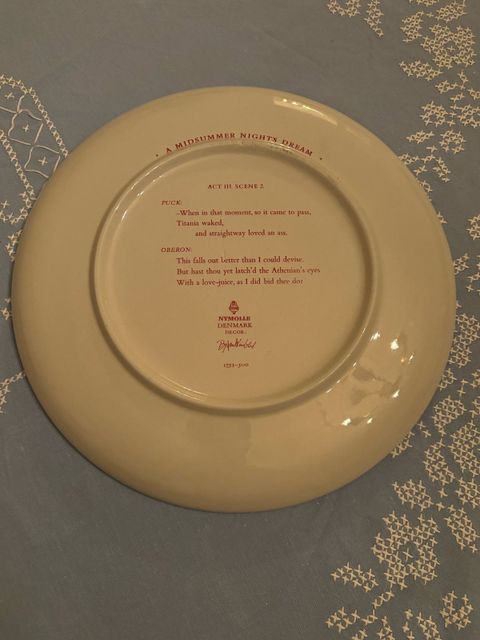 · A MIDSUMMER NIGHTS DREAM ·
ACT III. SCENE 2.
PUCK:
-When in that moment, so it came to pass,
Titania waked,
and straightway loved an ass.
OBERON:
This falls out better than I could devise.
But hast thou yet latch'd the Athenian's eyes
With a love-juice, as I did bid thee do?
NYMOLLE
DENMARK
DECOR.